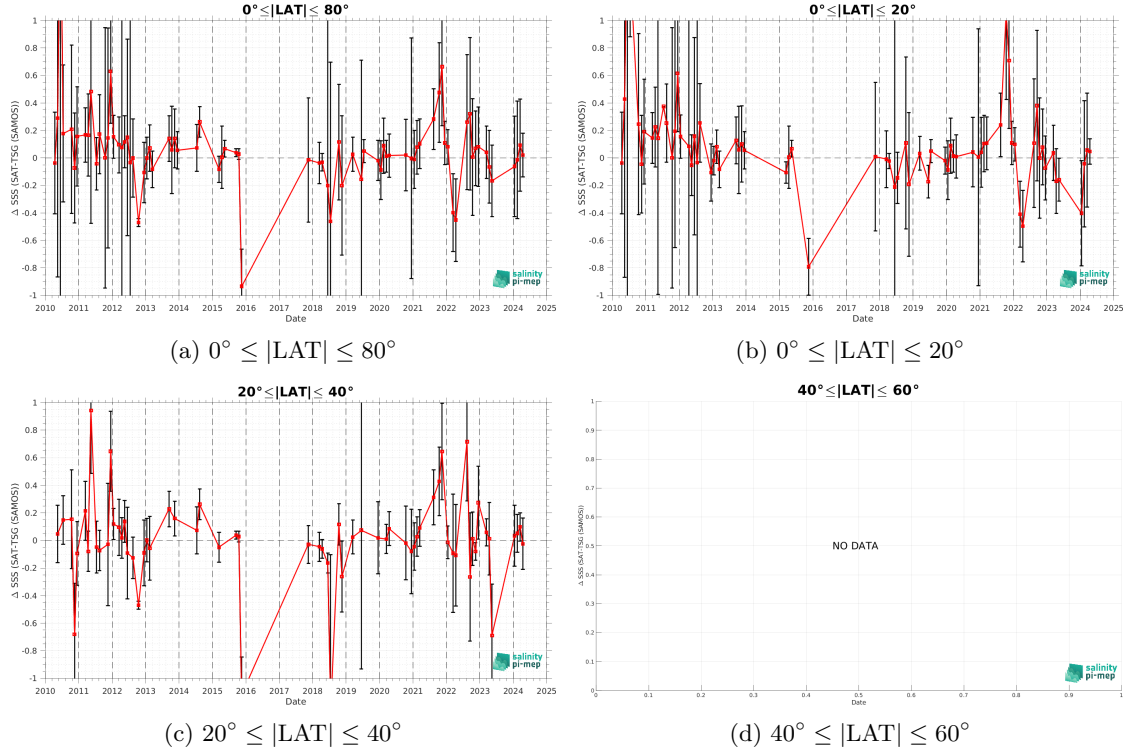 0°≤|LAT|≤ 80°
Δ SSS (SAT-TSG (SAMOS))
1
0.8
0.6
0.4
0.2
0
-0.2
-0.4
-0.6
-0.8
-1
2010 2011 2012 2013 2014 2015 2016 2017 2018 2019 2020 2021 2022 2023 2024 2025
Date
salinity
pi-mep
(a) 0° ≤ |LAT| ≤ 80°
0°≤|LAT|≤ 20°
Δ SSS (SAT-TSG (SAMOS))
1
0.8
0.6
0.4
0.2
0
-0.2
-0.4
-0.6
-0.8
-1
2010 2011 2012 2013 2014 2015 2016 2017 2018 2019 2020 2021 2022 2023 2024 2025
Date
salinity
pi-mep
(b) 0° ≤ |LAT| ≤ 20°
20°≤|LAT|≤ 40°
Δ SSS (SAT-TSG (SAMOS))
1
0.8
0.6
0.4
0.2
0
-0.2
-0.4
-0.6
-0.8
-1
2010 2011 2012 2013 2014 2015 2016 2017 2018 2019 2020 2021 2022 2023 2024 2025
Date
salinity
pi-mep
(c) 20° ≤ |LAT| ≤ 40°
40°≤|LAT|≤ 60°
Δ SSS (SAT-TSG (SAMOS))
1
0.9
0.8
0.7
0.6
0.5
0.4
0.3
0.2
0.1
0
NO DATA
0 0.1 0.2 0.3 0.4 0.5 0.6 0.7 0.8 0.9 1
Date
salinity
pi-mep
(d) 40° ≤ |LAT| ≤ 60°